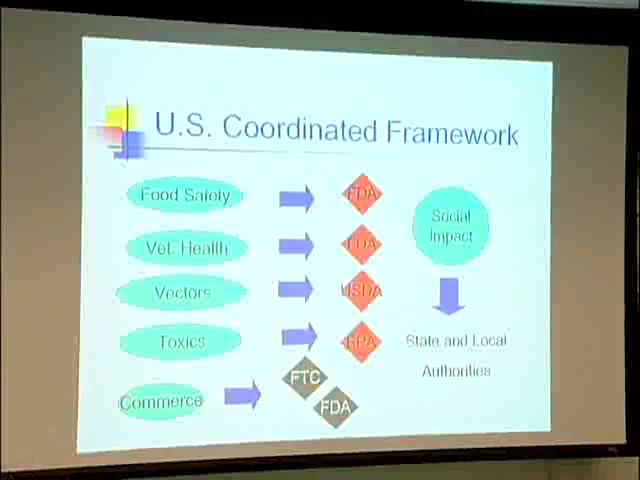 U.S. Coordinated Framework
Food Safety
FDA
Vet. Health
FDA
Vectors
USDA
Toxics
EPA
Commerce
FTC
FDA
Social
Impact
State and Local
Authorities